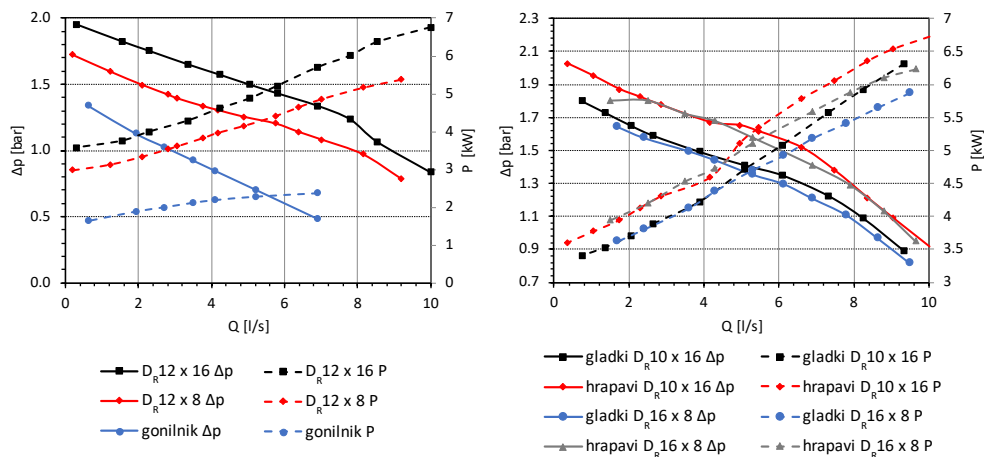 Δp [bar]
2.0
1.5
1.0
0.5
0.0
7
6
5
4
3
2
1
0
P [kW]
0 2 4 6 8 10
Q [l/s]
D_R12 x 16 Δp
D_R12 x 16 P
D_R12 x 8 Δp
D_R12 x 8 P
gonilnik Δp
gonilnik P
Δp [bar]
2.3
2.1
1.9
1.7
1.5
1.3
1.1
0.9
0.7
7
6.5
6
5.5
5
4.5
4
3.5
3
P [kW]
0 2 4 6 8 10
Q [l/s]
gladki D_R10 x 16 Δp
gladki D_R10 x 16 P
hrapavi D_R10 x 16 Δp
hrapavi D_R10 x 16 P
gladki D_R16 x 8 Δp
gladki D_R16 x 8 P
hrapavi D_R16 x 8 Δp
hrapavi D_R16 x 8 P